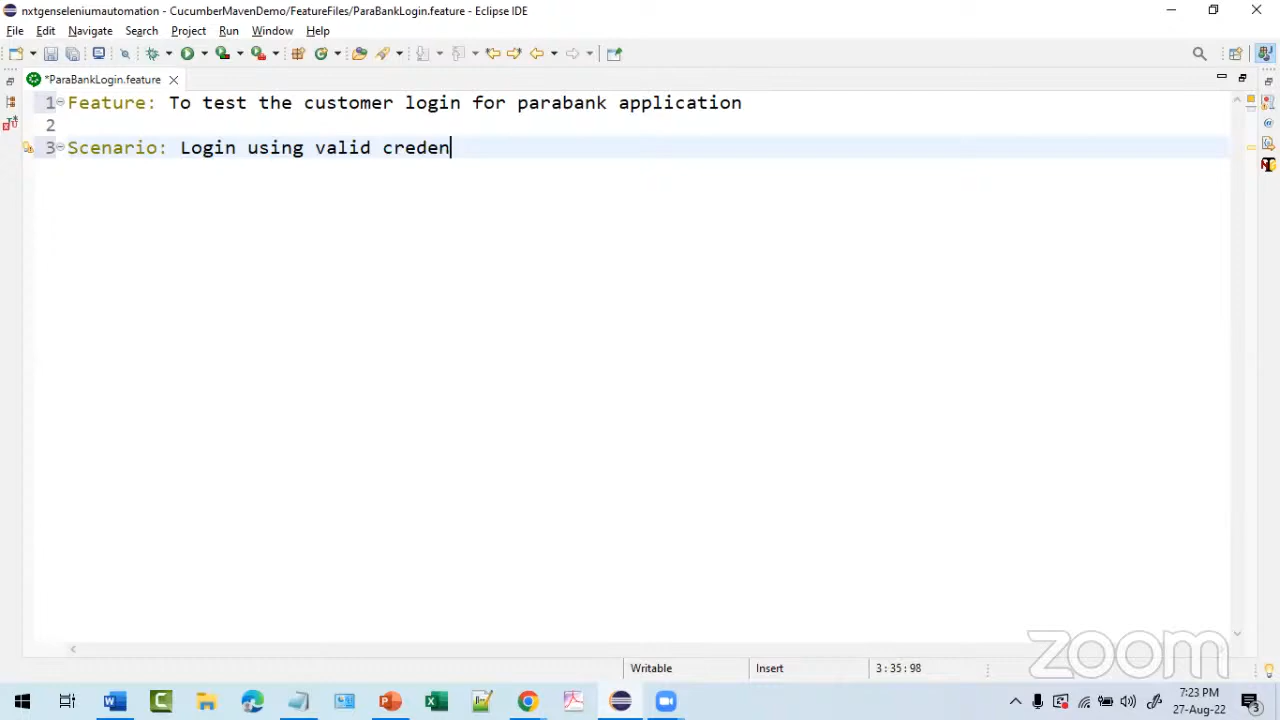 nxtgenseleniumautomation - CucumberMavenDemo/FeatureFiles/ParaBankLogin.feature - Eclipse IDE
File Edit Navigate Search Project Run Window Help
*ParaBankLogin.feature
1 Feature: To test the customer login for parabank application
2
3 Scenario: Login using valid creden
zoom
Writable Insert 3:35:98
7:23 PM
27-Aug-22
3